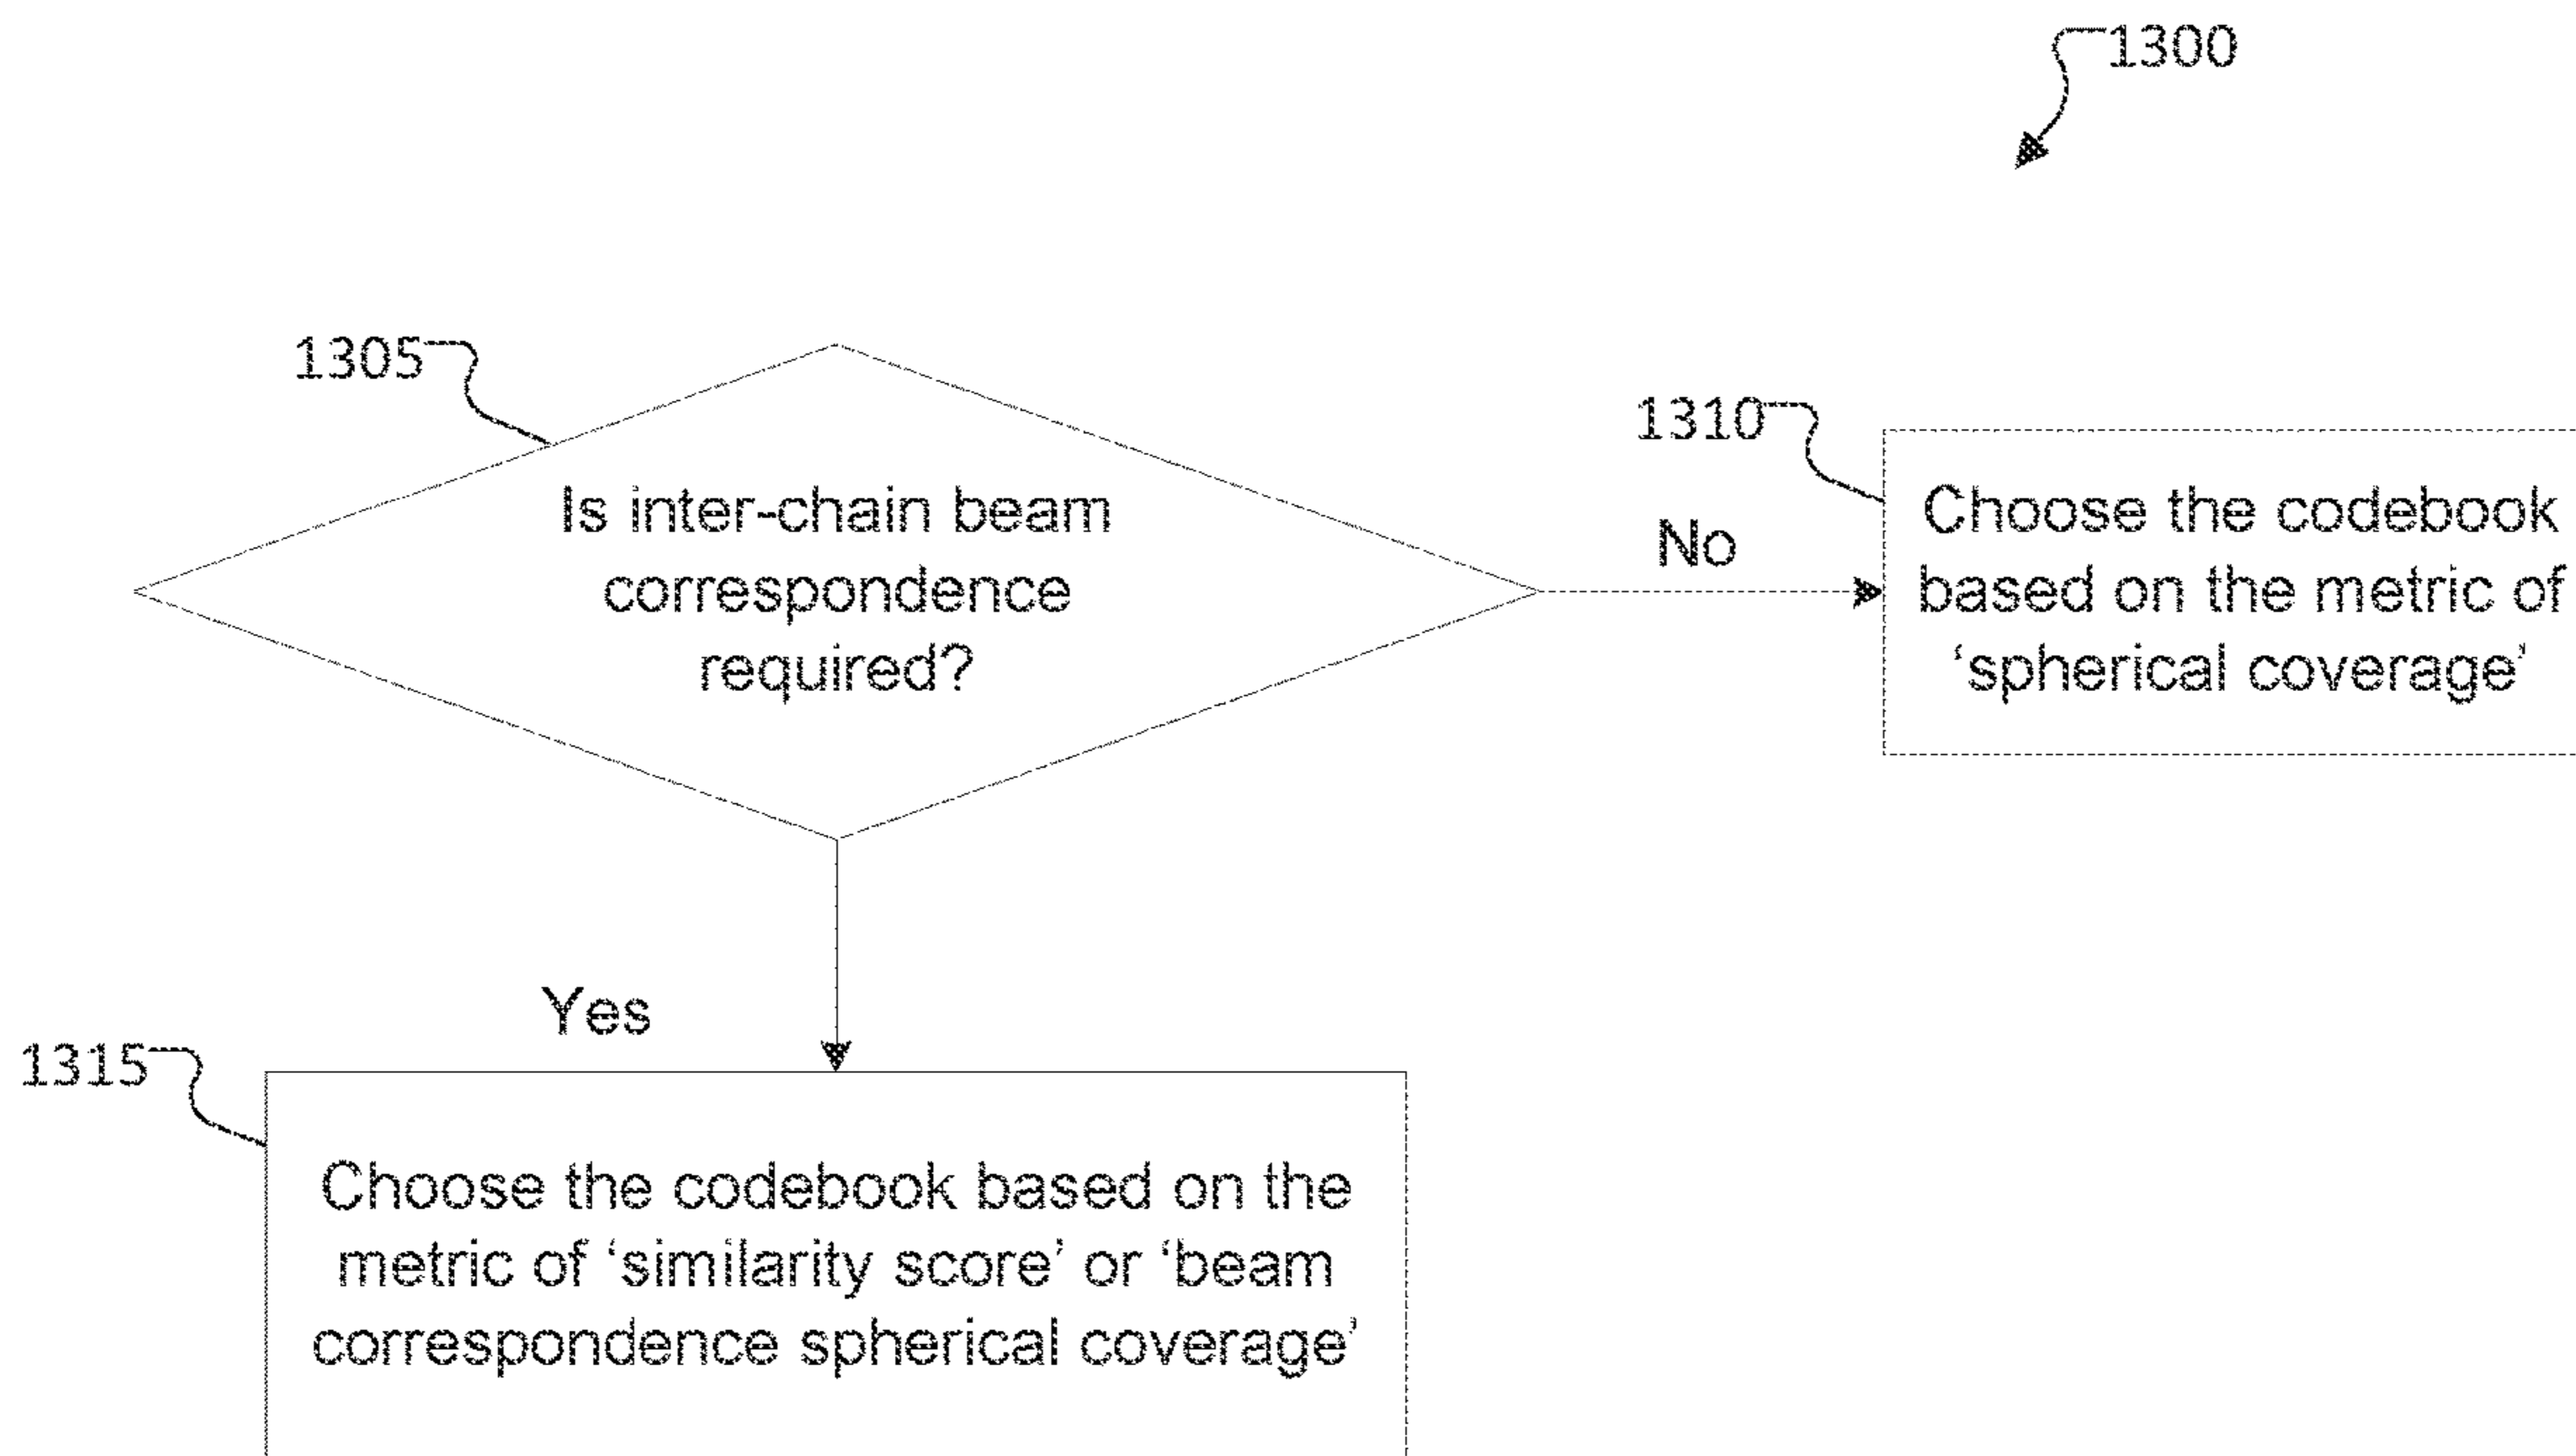 1300
1305
Is inter-chain beam
correspondence
required?
1310
No
Choose the codebook
based on the metric of
‘spherical coverage’
Yes
1315
Choose the codebook based on the
metric of ‘similarity score’ or ‘beam
correspondence spherical coverage’